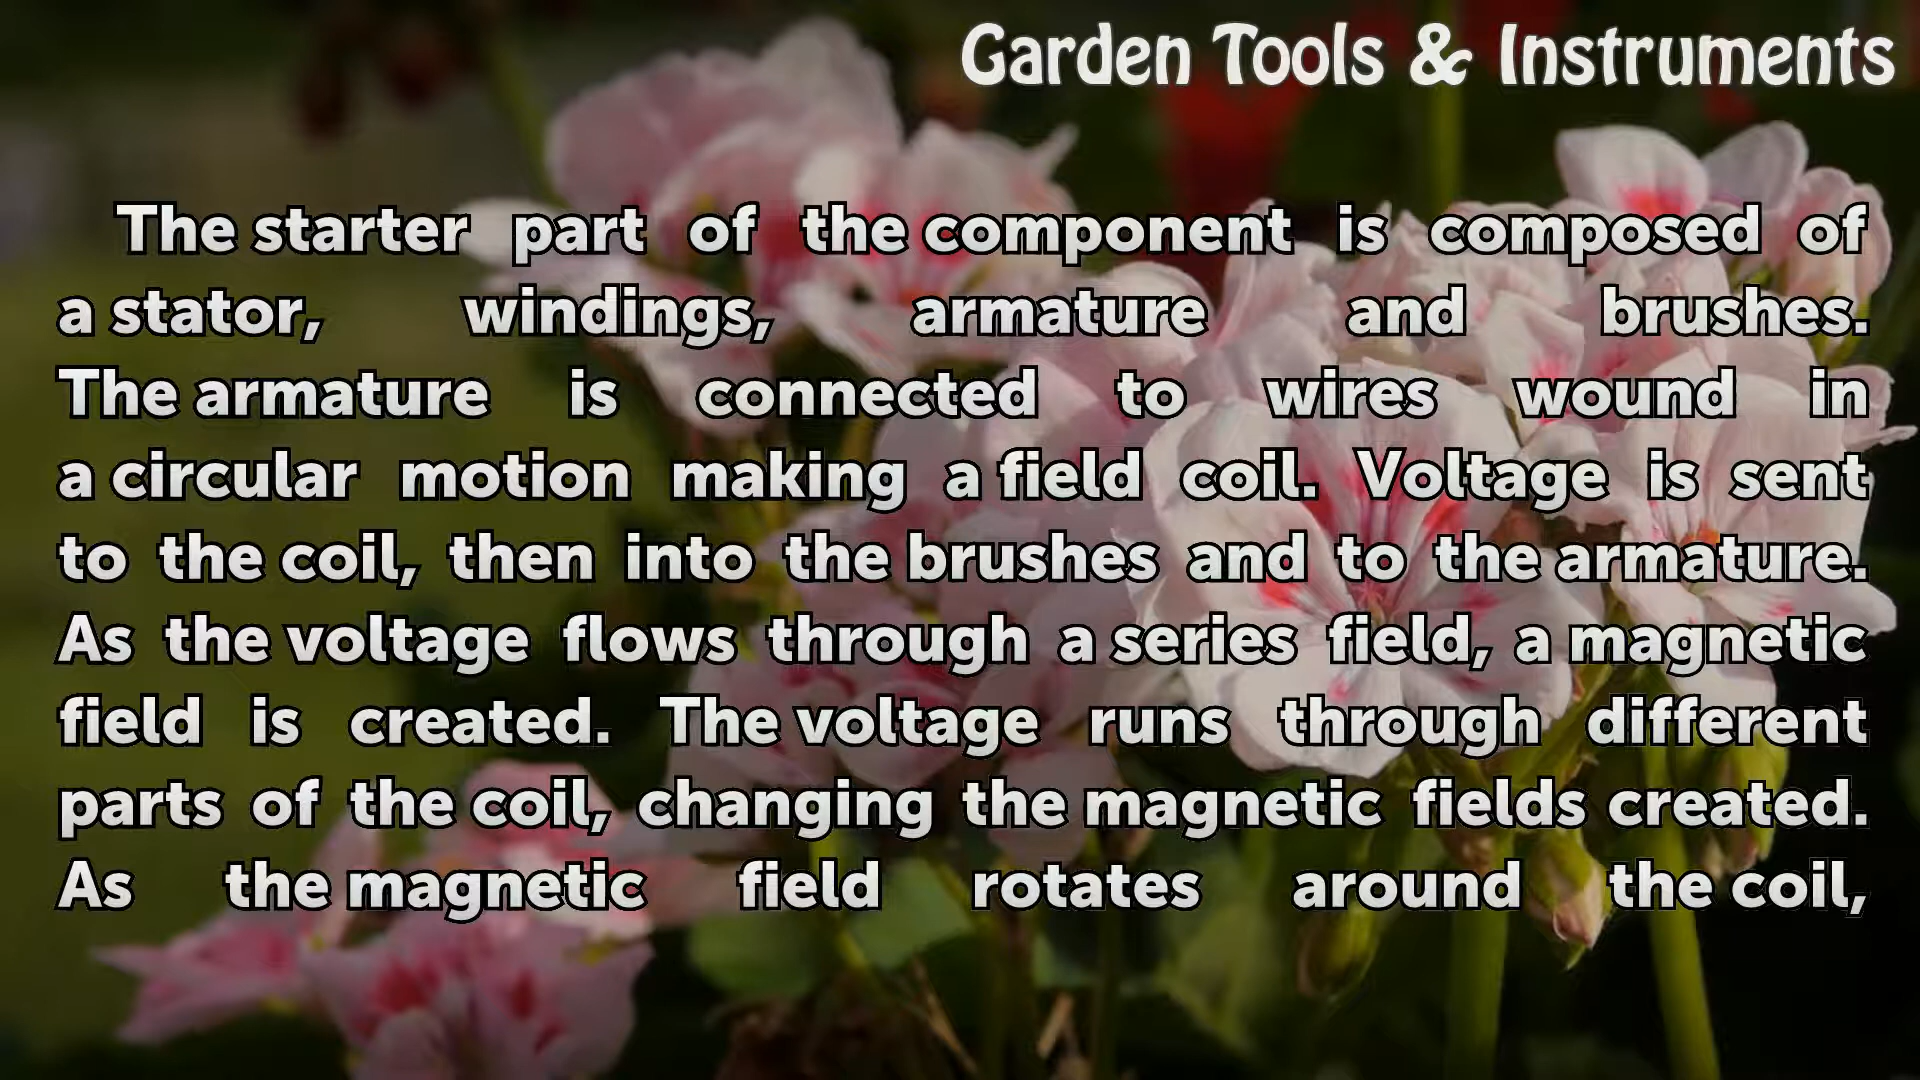 Garden Tools & Instruments
The starter part of the component is composed of
a stator, windings, armature and brushes.
The armature is connected to wires wound in
a circular motion making a field coil. Voltage is sent
to the coil, then into the brushes and to the armature.
As the voltage flows through a series field, a magnetic
field is created. The voltage runs through different
parts of the coil, changing the magnetic fields created.
As the magnetic field rotates around the coil,